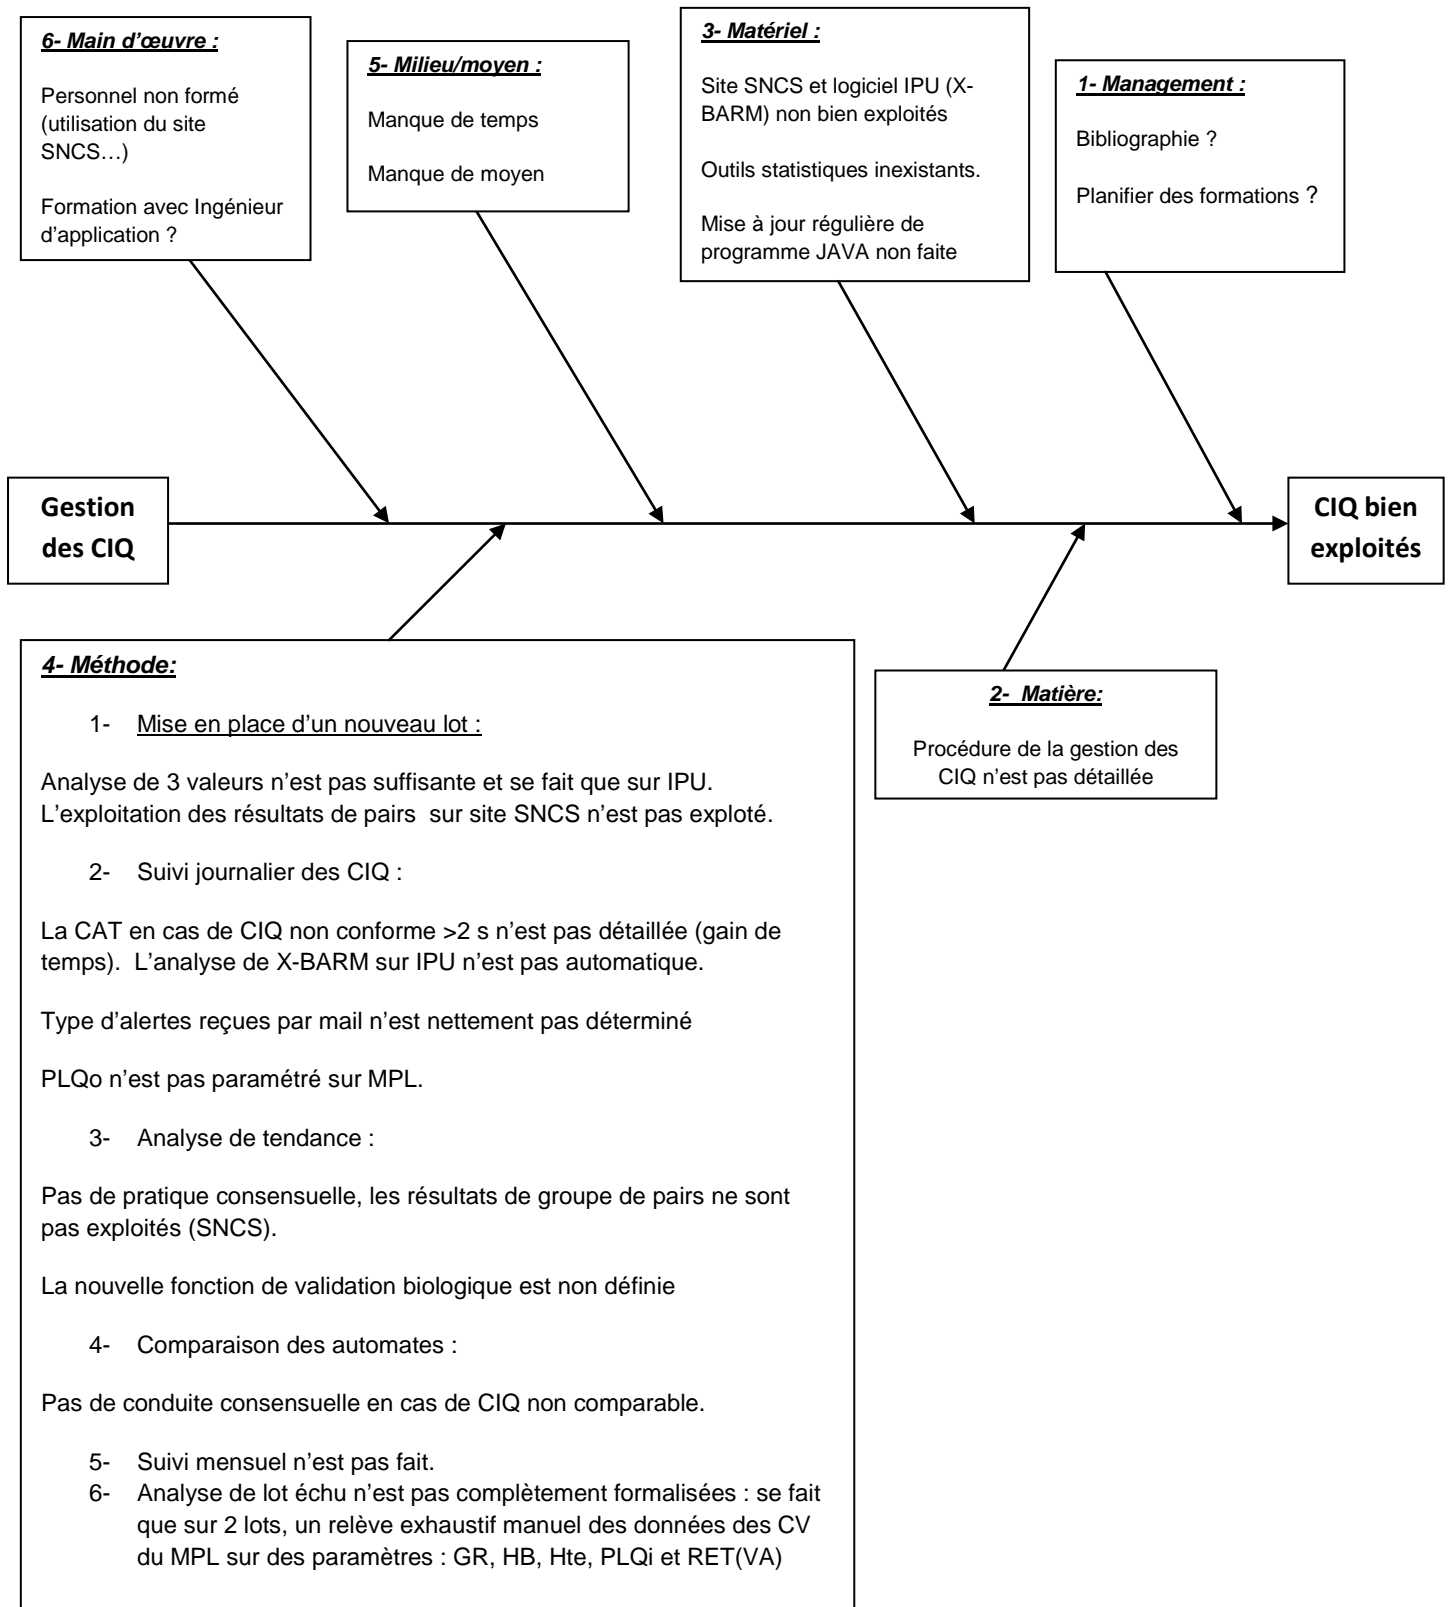 6- Main d’œuvre :
Personnel non formé
(utilisation du site
SNCS…)
Formation avec Ingénieur
d’application ?
5- Milieu/moyen :
Manque de temps
Manque de moyen
3- Matériel :
Site SNCS et logiciel IPU (X-
BARM) non bien exploités
Outils statistiques inexistants.
Mise à jour régulière de
programme JAVA non faite
1- Management :
Bibliographie ?
Planifier des formations ?
Gestion
des CIQ
CIQ bien
exploités
4- Méthode:
1- Mise en place d’un nouveau lot :
Analyse de 3 valeurs n’est pas suffisante et se fait que sur IPU.
L’exploitation des résultats de pairs sur site SNCS n’est pas exploté.
2- Suivi journalier des CIQ :
La CAT en cas de CIQ non conforme >2 s n’est pas détaillée (gain de
temps). L’analyse de X-BARM sur IPU n’est pas automatique.
Type d’alertes reçues par mail n’est nettement pas déterminé
PLQo n’est pas paramétré sur MPL.
3- Analyse de tendance :
Pas de pratique consensuelle, les résultats de groupe de pairs ne sont
pas exploités (SNCS).
La nouvelle fonction de validation biologique est non définie
4- Comparaison des automates :
Pas de conduite consensuelle en cas de CIQ non comparable.
5- Suivi mensuel n’est pas fait.
6- Analyse de lot échu n’est pas complètement formalisées : se fait
que sur 2 lots, un relève exhaustif manuel des données des CV
du MPL sur des paramètres : GR, HB, Hte, PLQi et RET(VA)
2- Matière:
Procédure de la gestion des
CIQ n’est pas détaillée